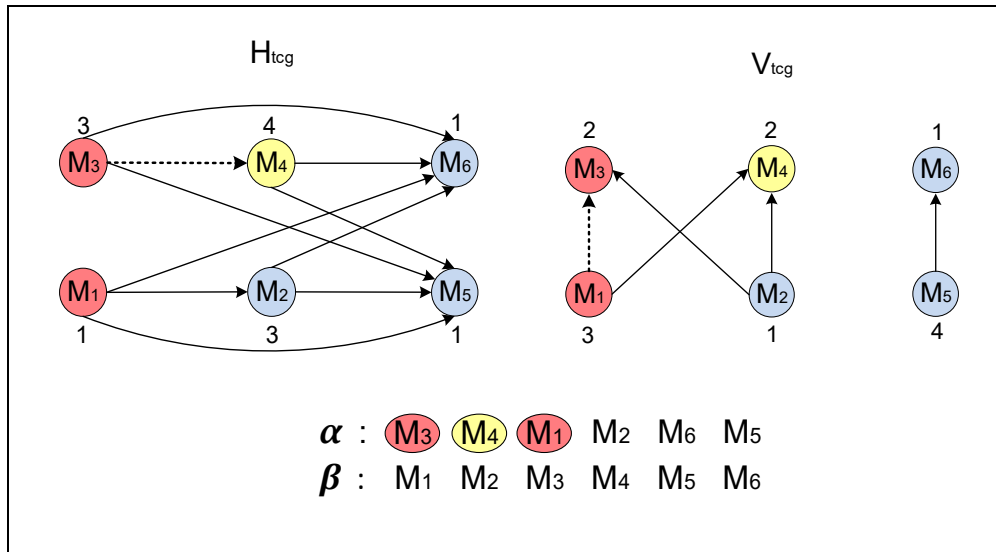 Htcg
Vtcg
3 4 1
M3 M4 M6
M1 M2 M5
1 3 1
2 2 1
M3 M4 M6
M1 M2 M5
3 1 4
α : M3 M4 M1 M2 M6 M5
β : M1 M2 M3 M4 M5 M6